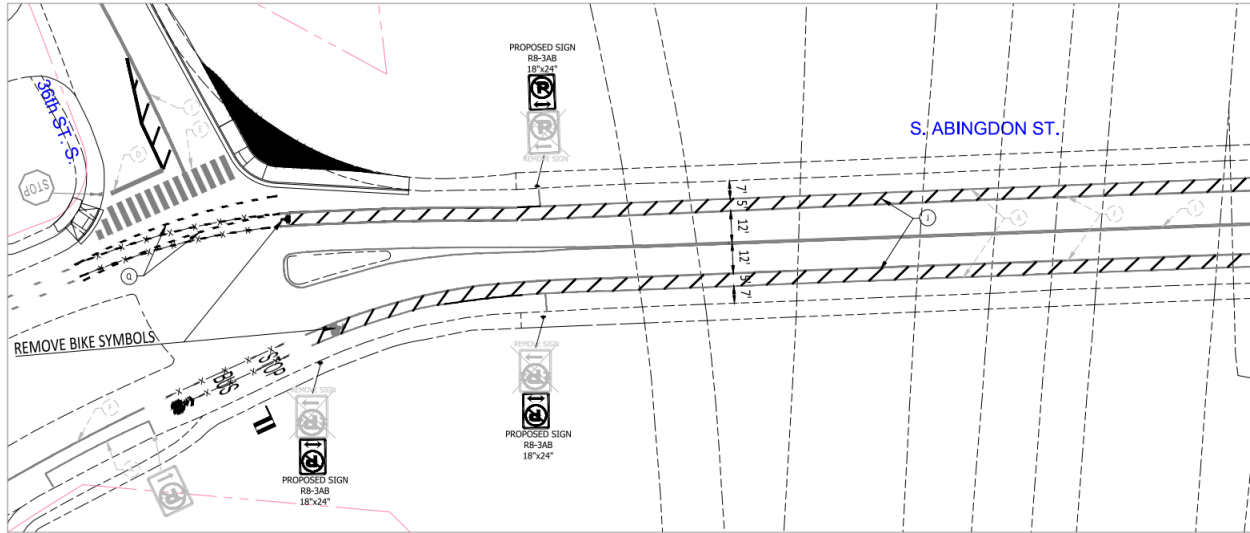 PROPOSED SIGN
R8-3AB
18"x24"
REMOVE SIGN
36th ST. S.
STOP
S. ABINGDON ST.
7'
5'
12'
12'
5'
7'
J
A
F
Q
REMOVE BIKE SYMBOLS
STOP
BUS
REMOVE SIGN
PROPOSED SIGN
R8-3AB
18"x24"
REMOVE SIGN
PROPOSED SIGN
R8-3AB
18"x24"